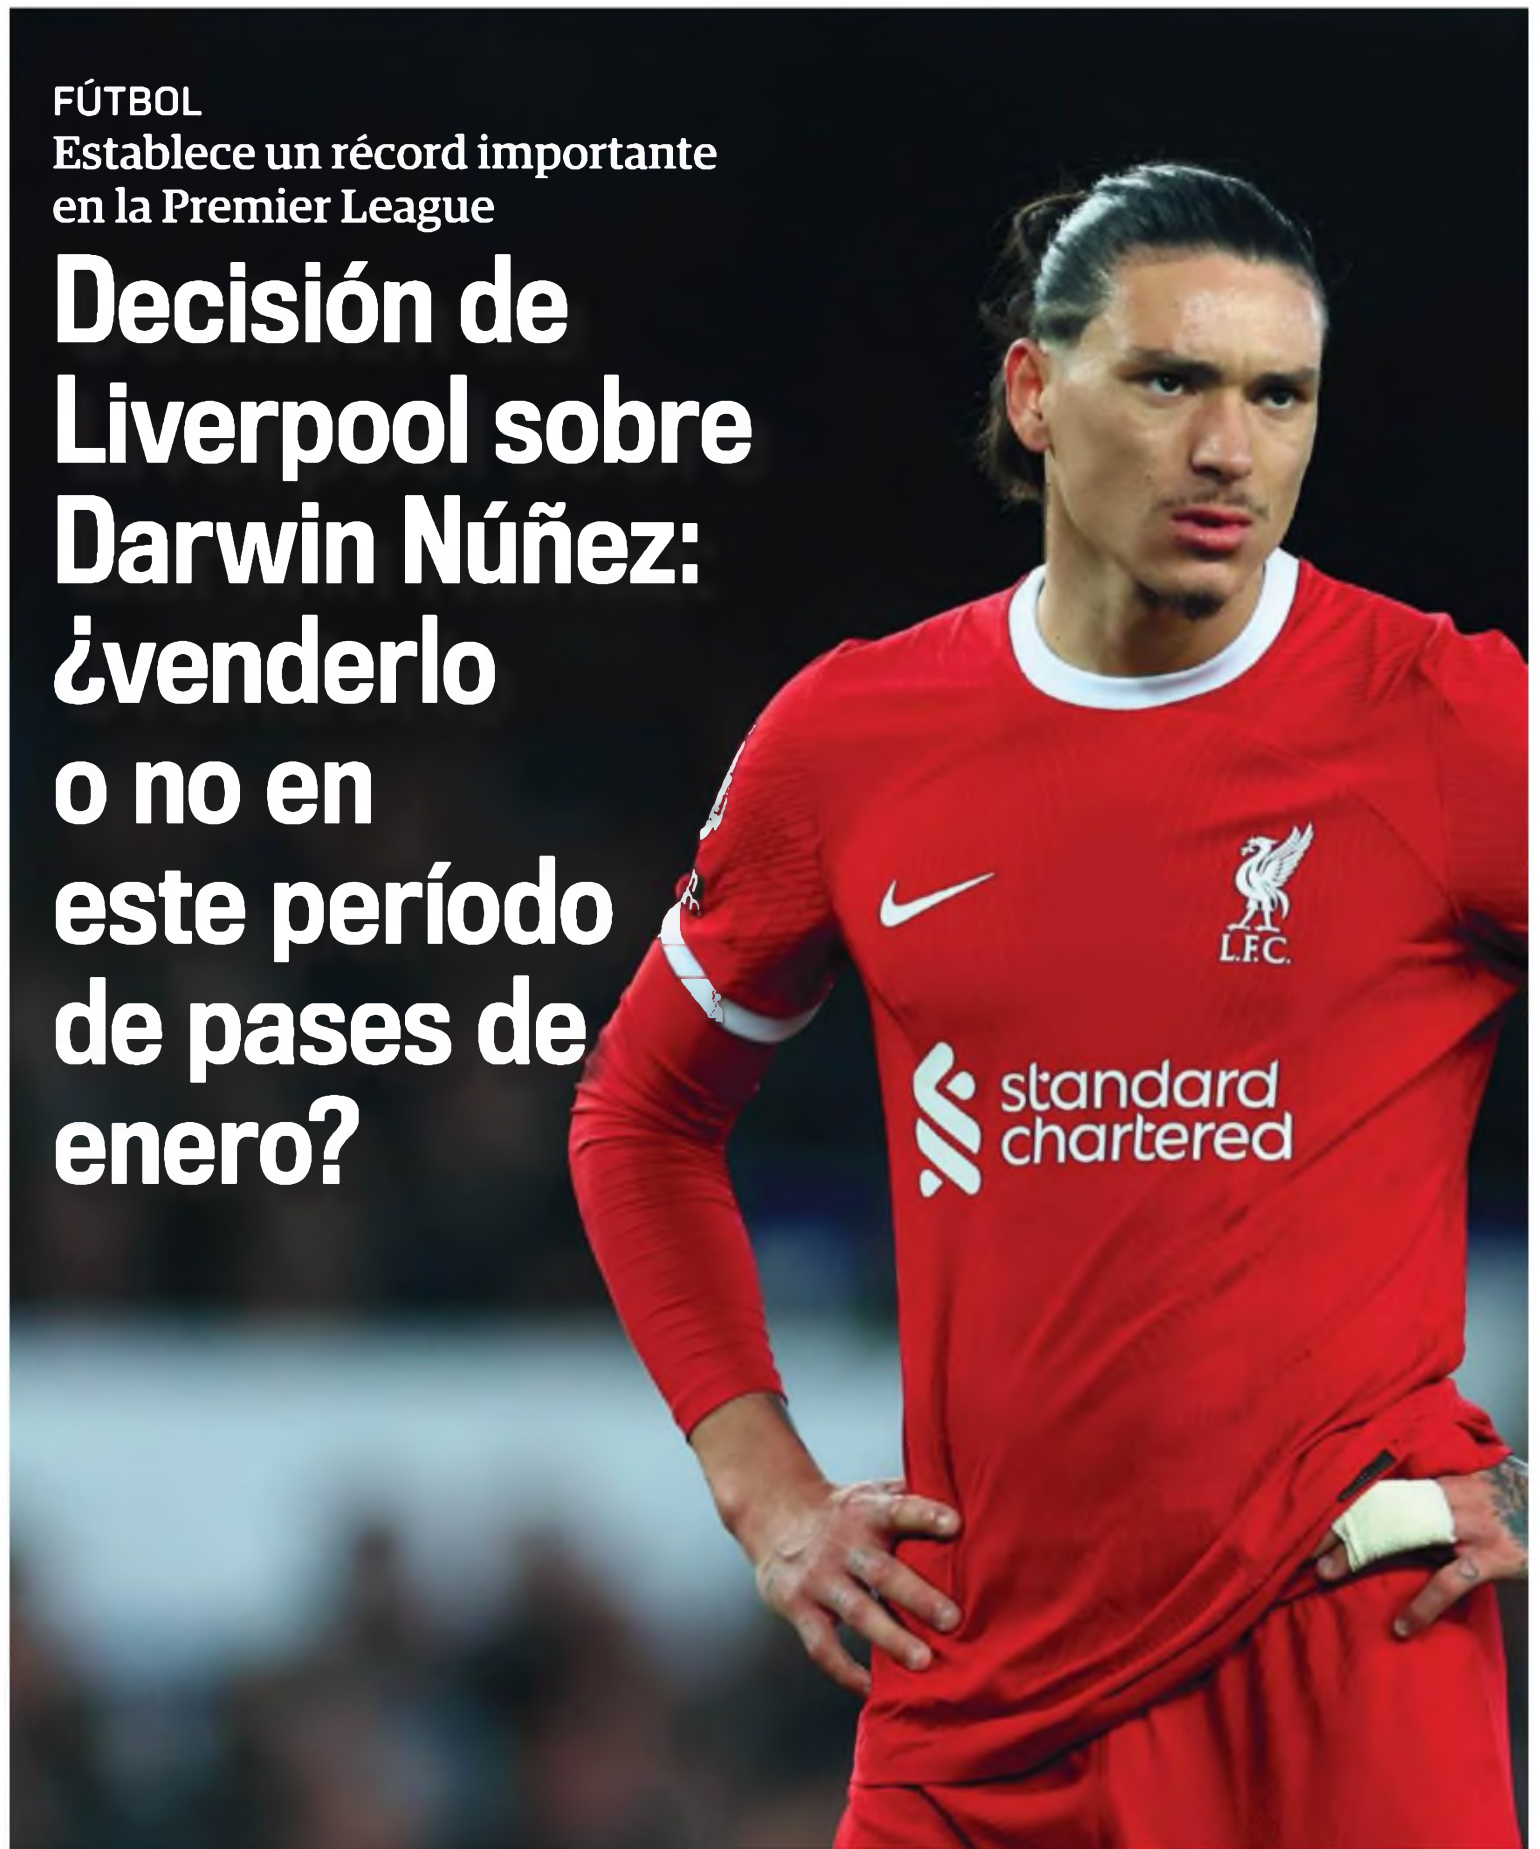 FÚTBOL
Establece un récord importante
en la Premier League
Decisión de
Liverpool sobre
Darwin Núñez:
¿venderlo
o no en
este período
de pases de
enero?
L.F.C.
standard
chartered